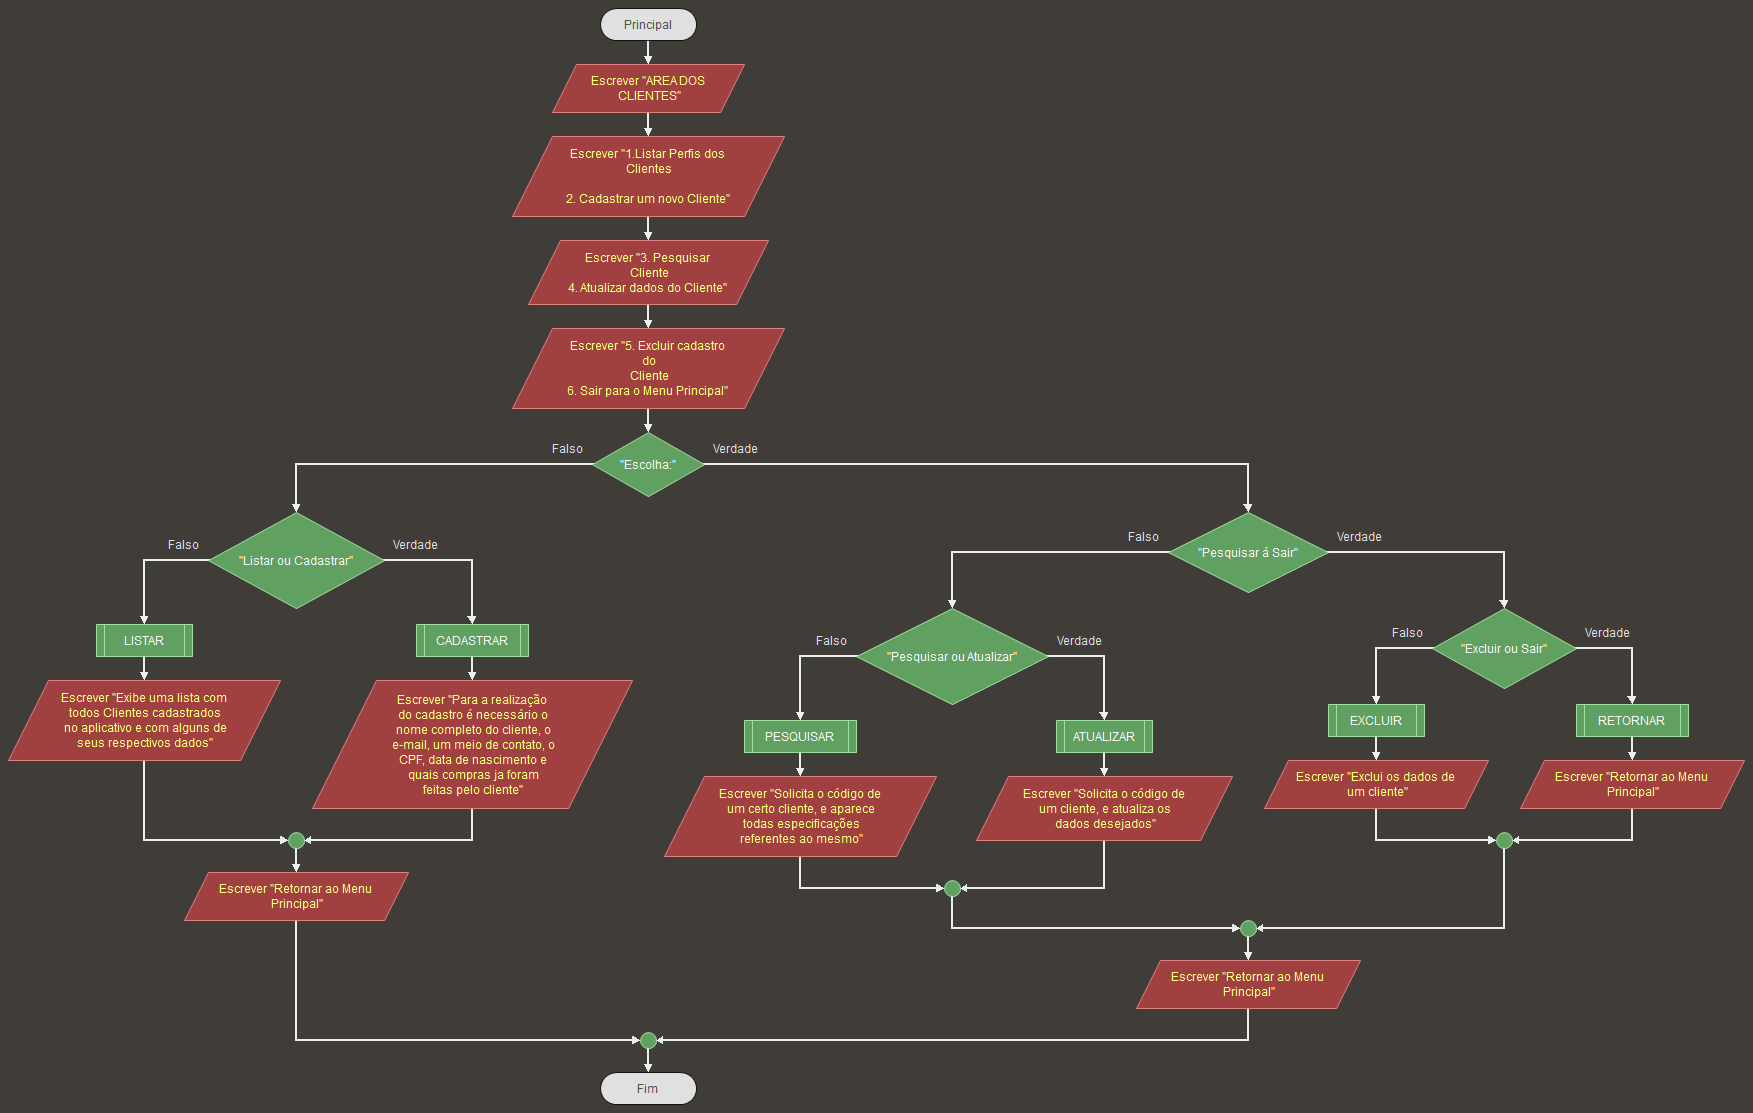 Principal
Escrever "AREA DOS
CLIENTES"
Escrever "1.Listar Perfis dos
Clientes
2. Cadastrar um novo Cliente"
Escrever "3. Pesquisar
Cliente
4. Atualizar dados do Cliente"
Escrever "5. Excluir cadastro
do
Cliente
6. Sair para o Menu Principal"
Falso
Verdade
"Escolha:"
Falso
Verdade
"Listar ou Cadastrar"
LISTAR
CADASTRAR
Escrever "Exibe uma lista com
todos Clientes cadastrados
no aplicativo e com alguns de
seus respectivos dados"
Escrever "Para a realização
do cadastro é necessário o
nome completo do cliente, o
e-mail, um meio de contato, o
CPF, data de nascimento e
quais compras ja foram
feitas pelo cliente"
Escrever "Retornar ao Menu
Principal"
Falso
Verdade
"Pesquisar á Sair"
Falso
Verdade
"Pesquisar ou Atualizar"
PESQUISAR
ATUALIZAR
Escrever "Solicita o código de
um certo cliente, e aparece
todas especificações
referentes ao mesmo"
Escrever "Solicita o código de
um cliente, e atualiza os
dados desejados"
Falso
Verdade
"Excluir ou Sair"
EXCLUIR
RETORNAR
Escrever "Exclui os dados de
um cliente"
Escrever "Retornar ao Menu
Principal"
Escrever "Retornar ao Menu
Principal"
Fim